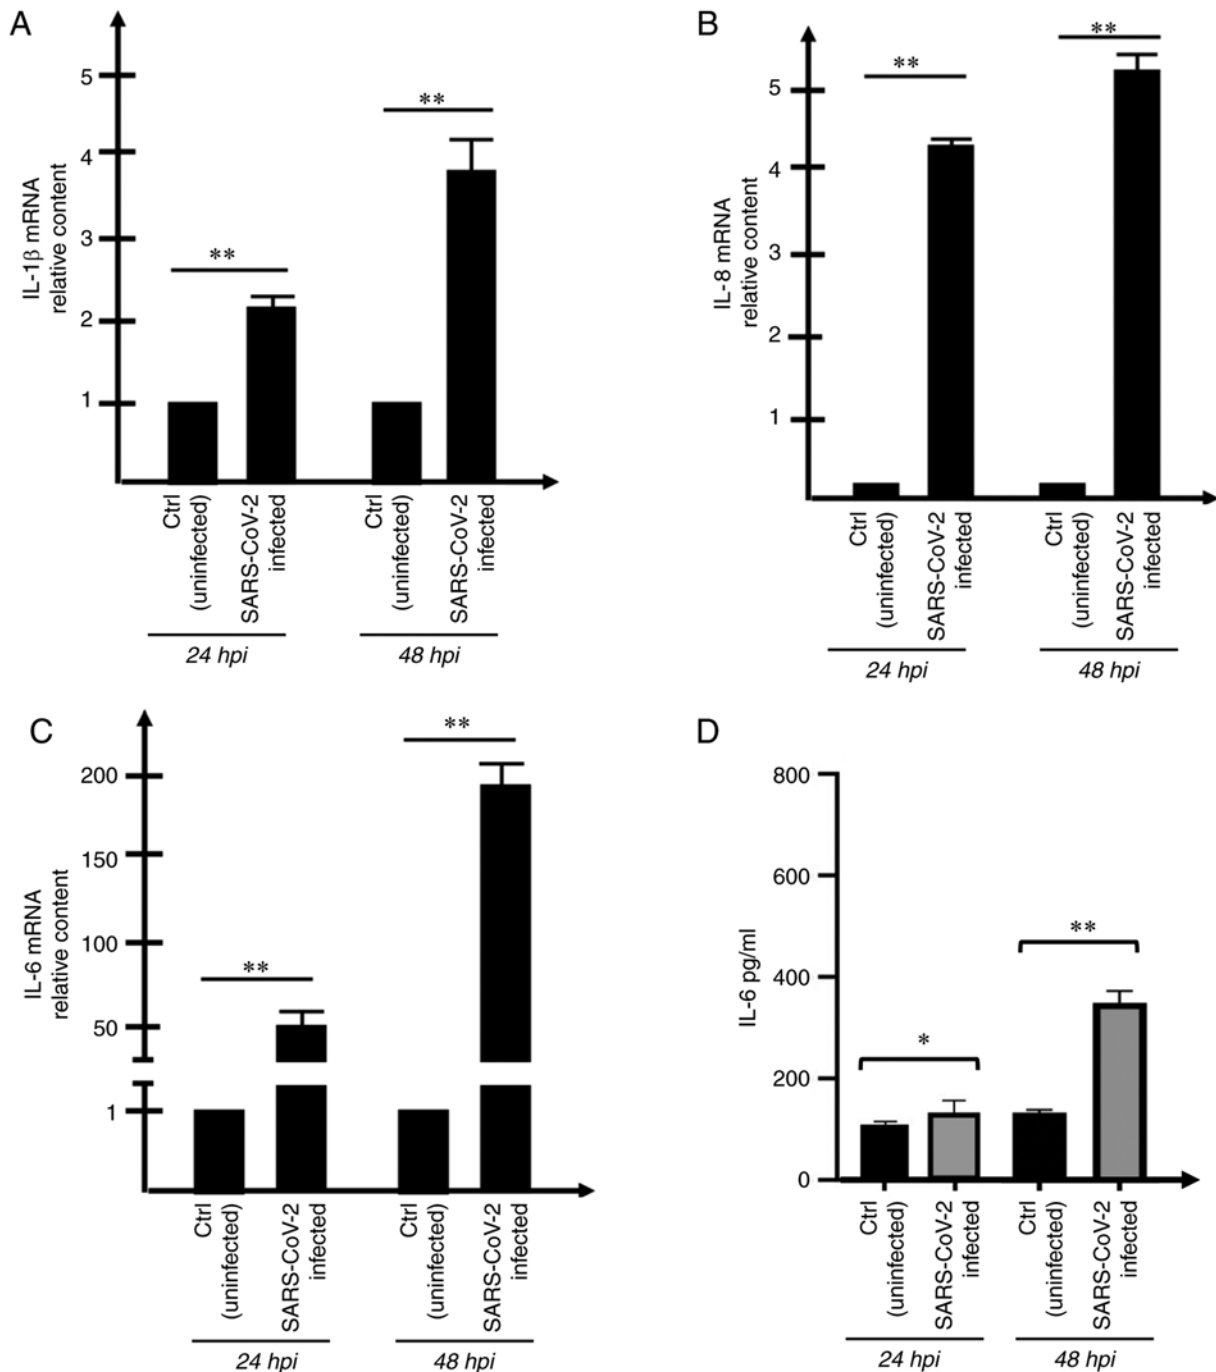 A
IL-1β mRNA
relative content
5
4
3
2
1
**
**
Ctrl
(uninfected)
SARS-CoV-2
infected
Ctrl
(uninfected)
SARS-CoV-2
infected
24 hpi
48 hpi
B
IL-8 mRNA
relative content
5
4
3
2
1
**
**
Ctrl
(uninfected)
SARS-CoV-2
infected
Ctrl
(uninfected)
SARS-CoV-2
infected
24 hpi
48 hpi
C
IL-6 mRNA
relative content
200
150
100
50
1
**
**
Ctrl
(uninfected)
SARS-CoV-2
infected
Ctrl
(uninfected)
SARS-CoV-2
infected
24 hpi
48 hpi
D
IL-6 pg/ml
800
600
400
200
0
*
**
Ctrl
(uninfected)
SARS-CoV-2
infected
Ctrl
(uninfected)
SARS-CoV-2
infected
24 hpi
48 hpi